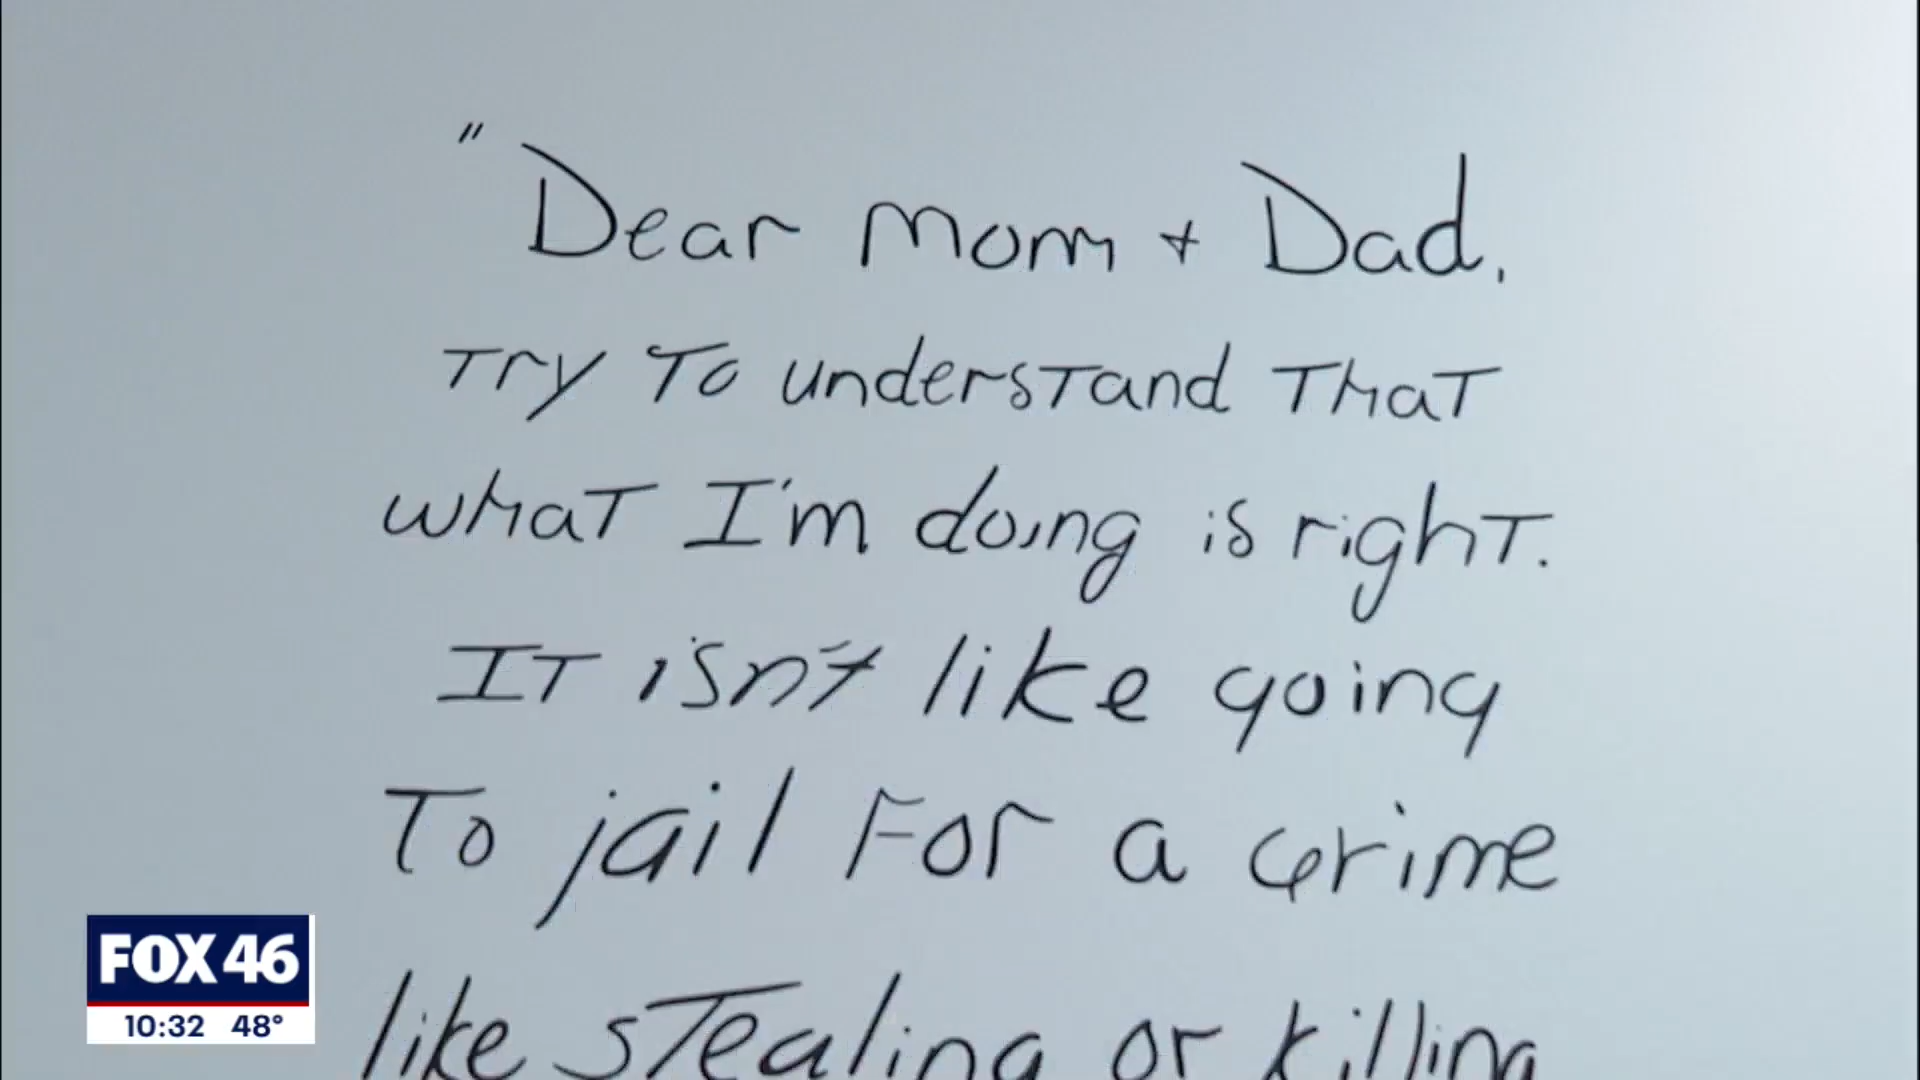 "Dear Mom + Dad,
Try To understand That
what I'm doing is right.
IT isn't like going
To jail For a crime
like sTealing or killing
FOX 46
10:32 48°